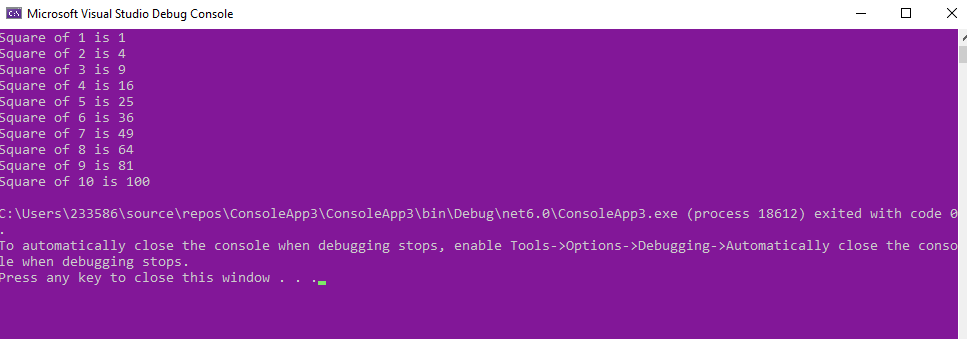 Microsoft Visual Studio Debug Console
Square of 1 is 1
Square of 2 is 4
Square of 3 is 9
Square of 4 is 16
Square of 5 is 25
Square of 6 is 36
Square of 7 is 49
Square of 8 is 64
Square of 9 is 81
Square of 10 is 100
C:\Users\233586\source\repos\ConsoleApp3\ConsoleApp3\bin\Debug\net6.0\ConsoleApp3.exe (process 18612) exited with code 0
.
To automatically close the console when debugging stops, enable Tools->Options->Debugging->Automatically close the conso
le when debugging stops.
Press any key to close this window . . .